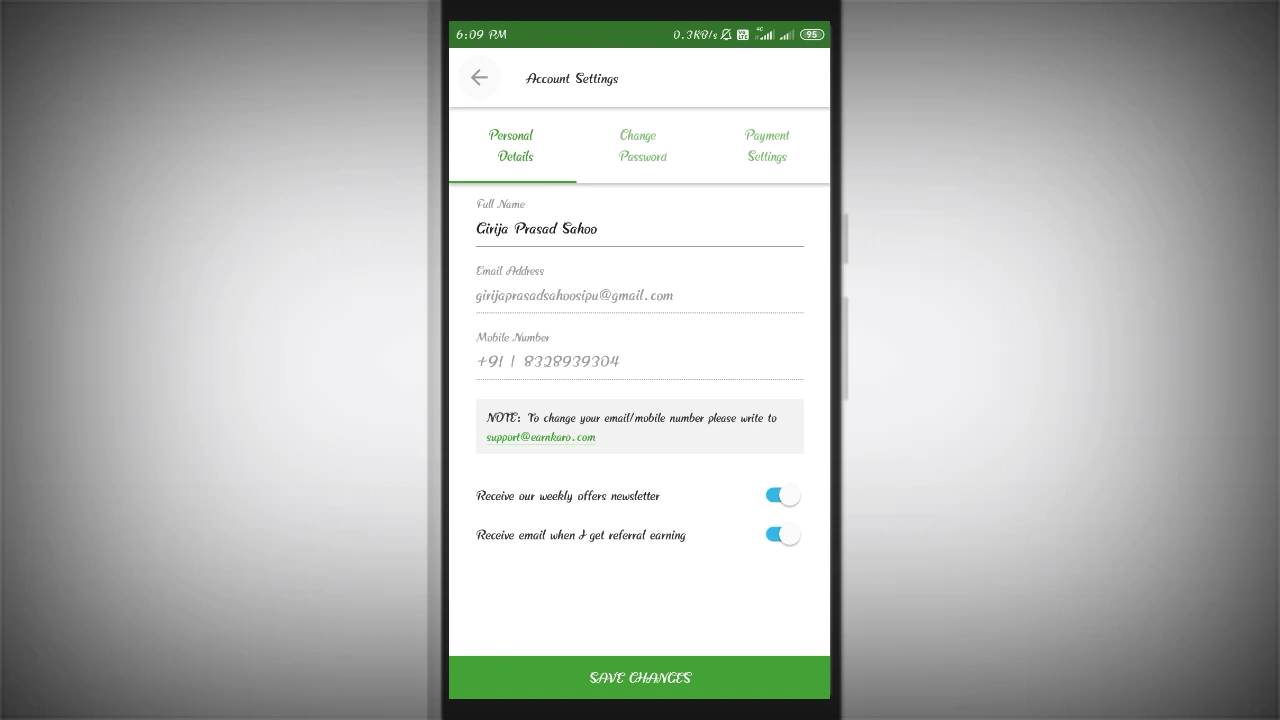 6:09 PM 0.3KB/s 4G 95
Account Settings
Personal Details
Change Password
Payment Settings
Full Name
Girija Prasad Sahoo
Email Address
girijaprasadsahoosipu@gmail.com
Mobile Number
+91 | 8328939304
NOTE: To change your email/mobile number please write to
support@earnkaro.com
Receive our weekly offers newsletter
Receive email when I get referral earning
SAVE CHANGES